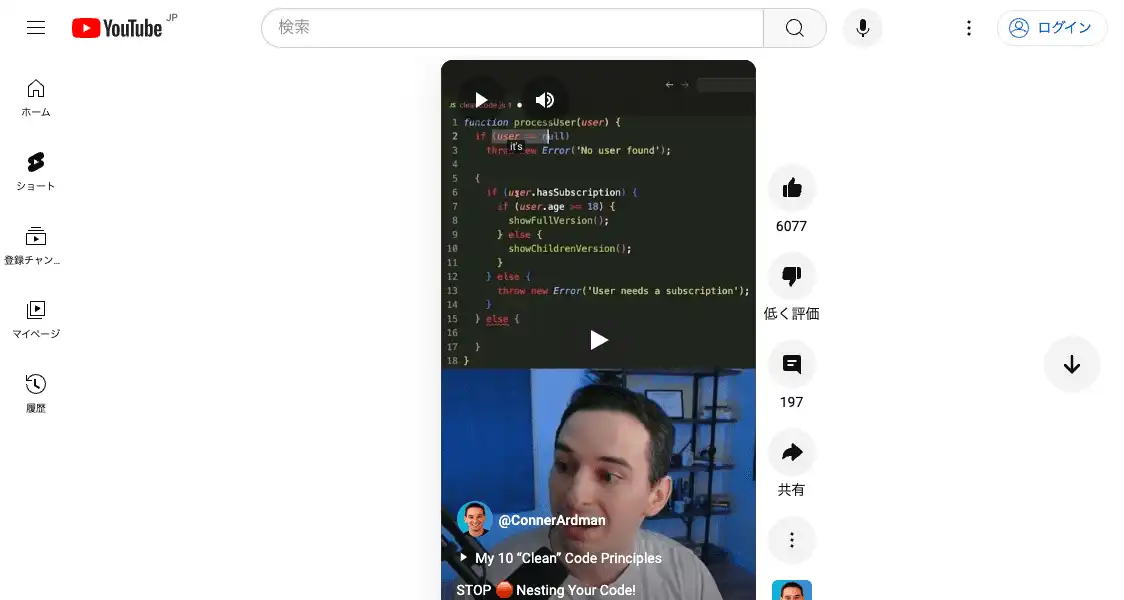 YouTube JP
検索
ログイン
ホーム
ショート
登録チャン...
マイページ
履歴
JS cleanCode.js 1
1 function processUser(user) {
2 if (user == null)
it's
3 throw new Error('No user found');
4
5 {
6 if (user.hasSubscription) {
7 if (user.age >= 18) {
8 showFullVersion();
9 } else {
10 showChildrenVersion();
11 }
12 } else {
13 throw new Error('User needs a subscription');
14 }
15 } else {
16
17 }
18 }
@ConnerArdman
My 10 “Clean” Code Principles
STOP 🛑 Nesting Your Code!
6077
低く評価
197
共有